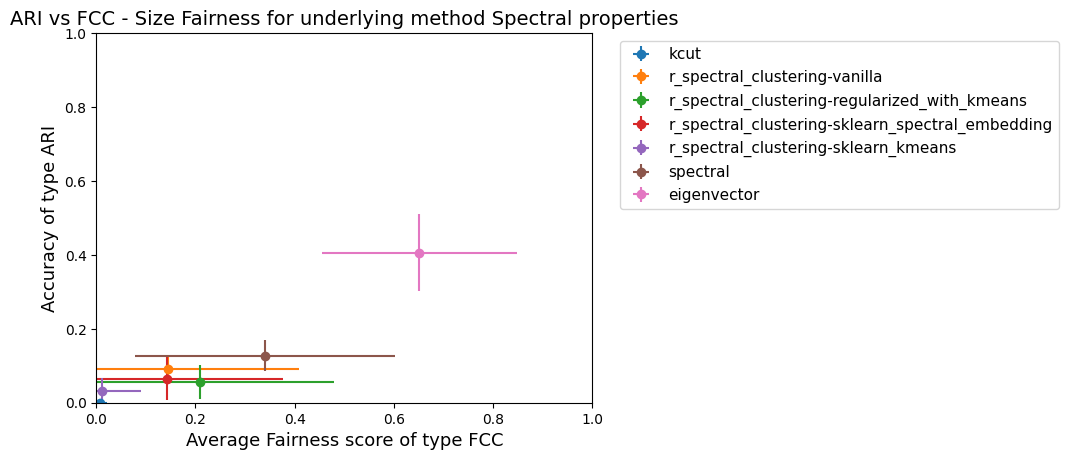 ARI vs FCC - Size Fairness for underlying method Spectral properties
1.0
0.8
0.6
0.4
0.2
0.0
Accuracy of type ARI
0.0 0.2 0.4 0.6 0.8 1.0
Average Fairness score of type FCC
kcut
r_spectral_clustering-vanilla
r_spectral_clustering-regularized_with_kmeans
r_spectral_clustering-sklearn_spectral_embedding
r_spectral_clustering-sklearn_kmeans
spectral
eigenvector